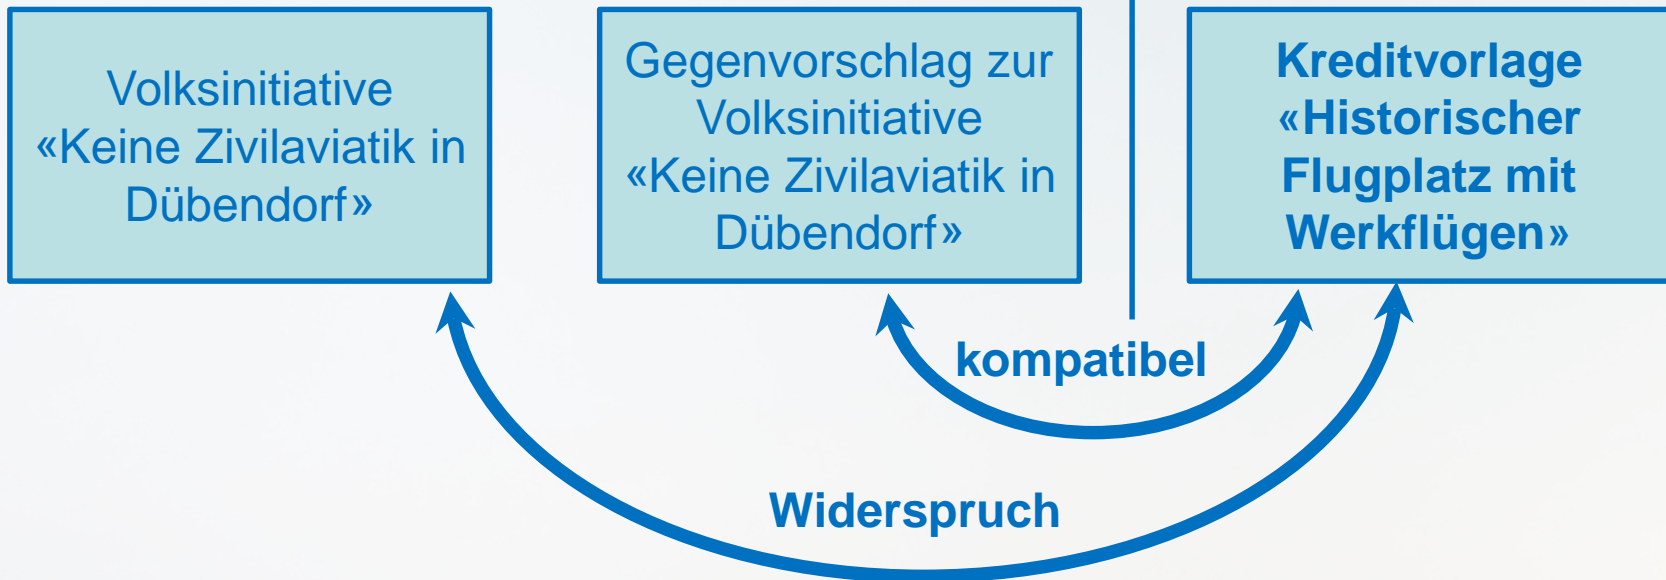 Volksinitiative
«Keine Zivilaviatik in
Dübendorf»
Gegenvorschlag zur
Volksinitiative
«Keine Zivilaviatik in
Dübendorf»
Kreditvorlage
«Historischer
Flugplatz mit
Werkflügen»
kompatibel
Widerspruch